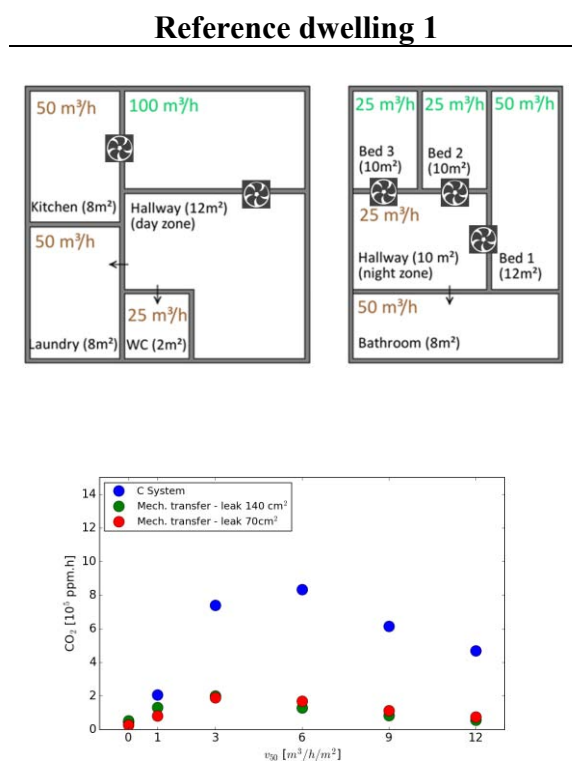 Reference dwelling 1
50 m³/h
100 m³/h
Kitchen (8m²)
Hallway (12m²)
(day zone)
50 m³/h
25 m³/h
Laundry (8m²)
WC (2m²)
25 m³/h
25 m³/h
50 m³/h
Bed 3
(10m²)
Bed 2
(10m²)
25 m³/h
Hallway (10 m²)
(night zone)
Bed 1
(12m²)
50 m³/h
Bathroom (8m²)
C System
Mech. transfer - leak 140 cm²
Mech. transfer - leak 70cm²
CO₂ [10⁵ ppm.h]
14
12
10
8
6
4
2
0
0 1 3 6 9 12
v₅₀ [m³/h/m²]